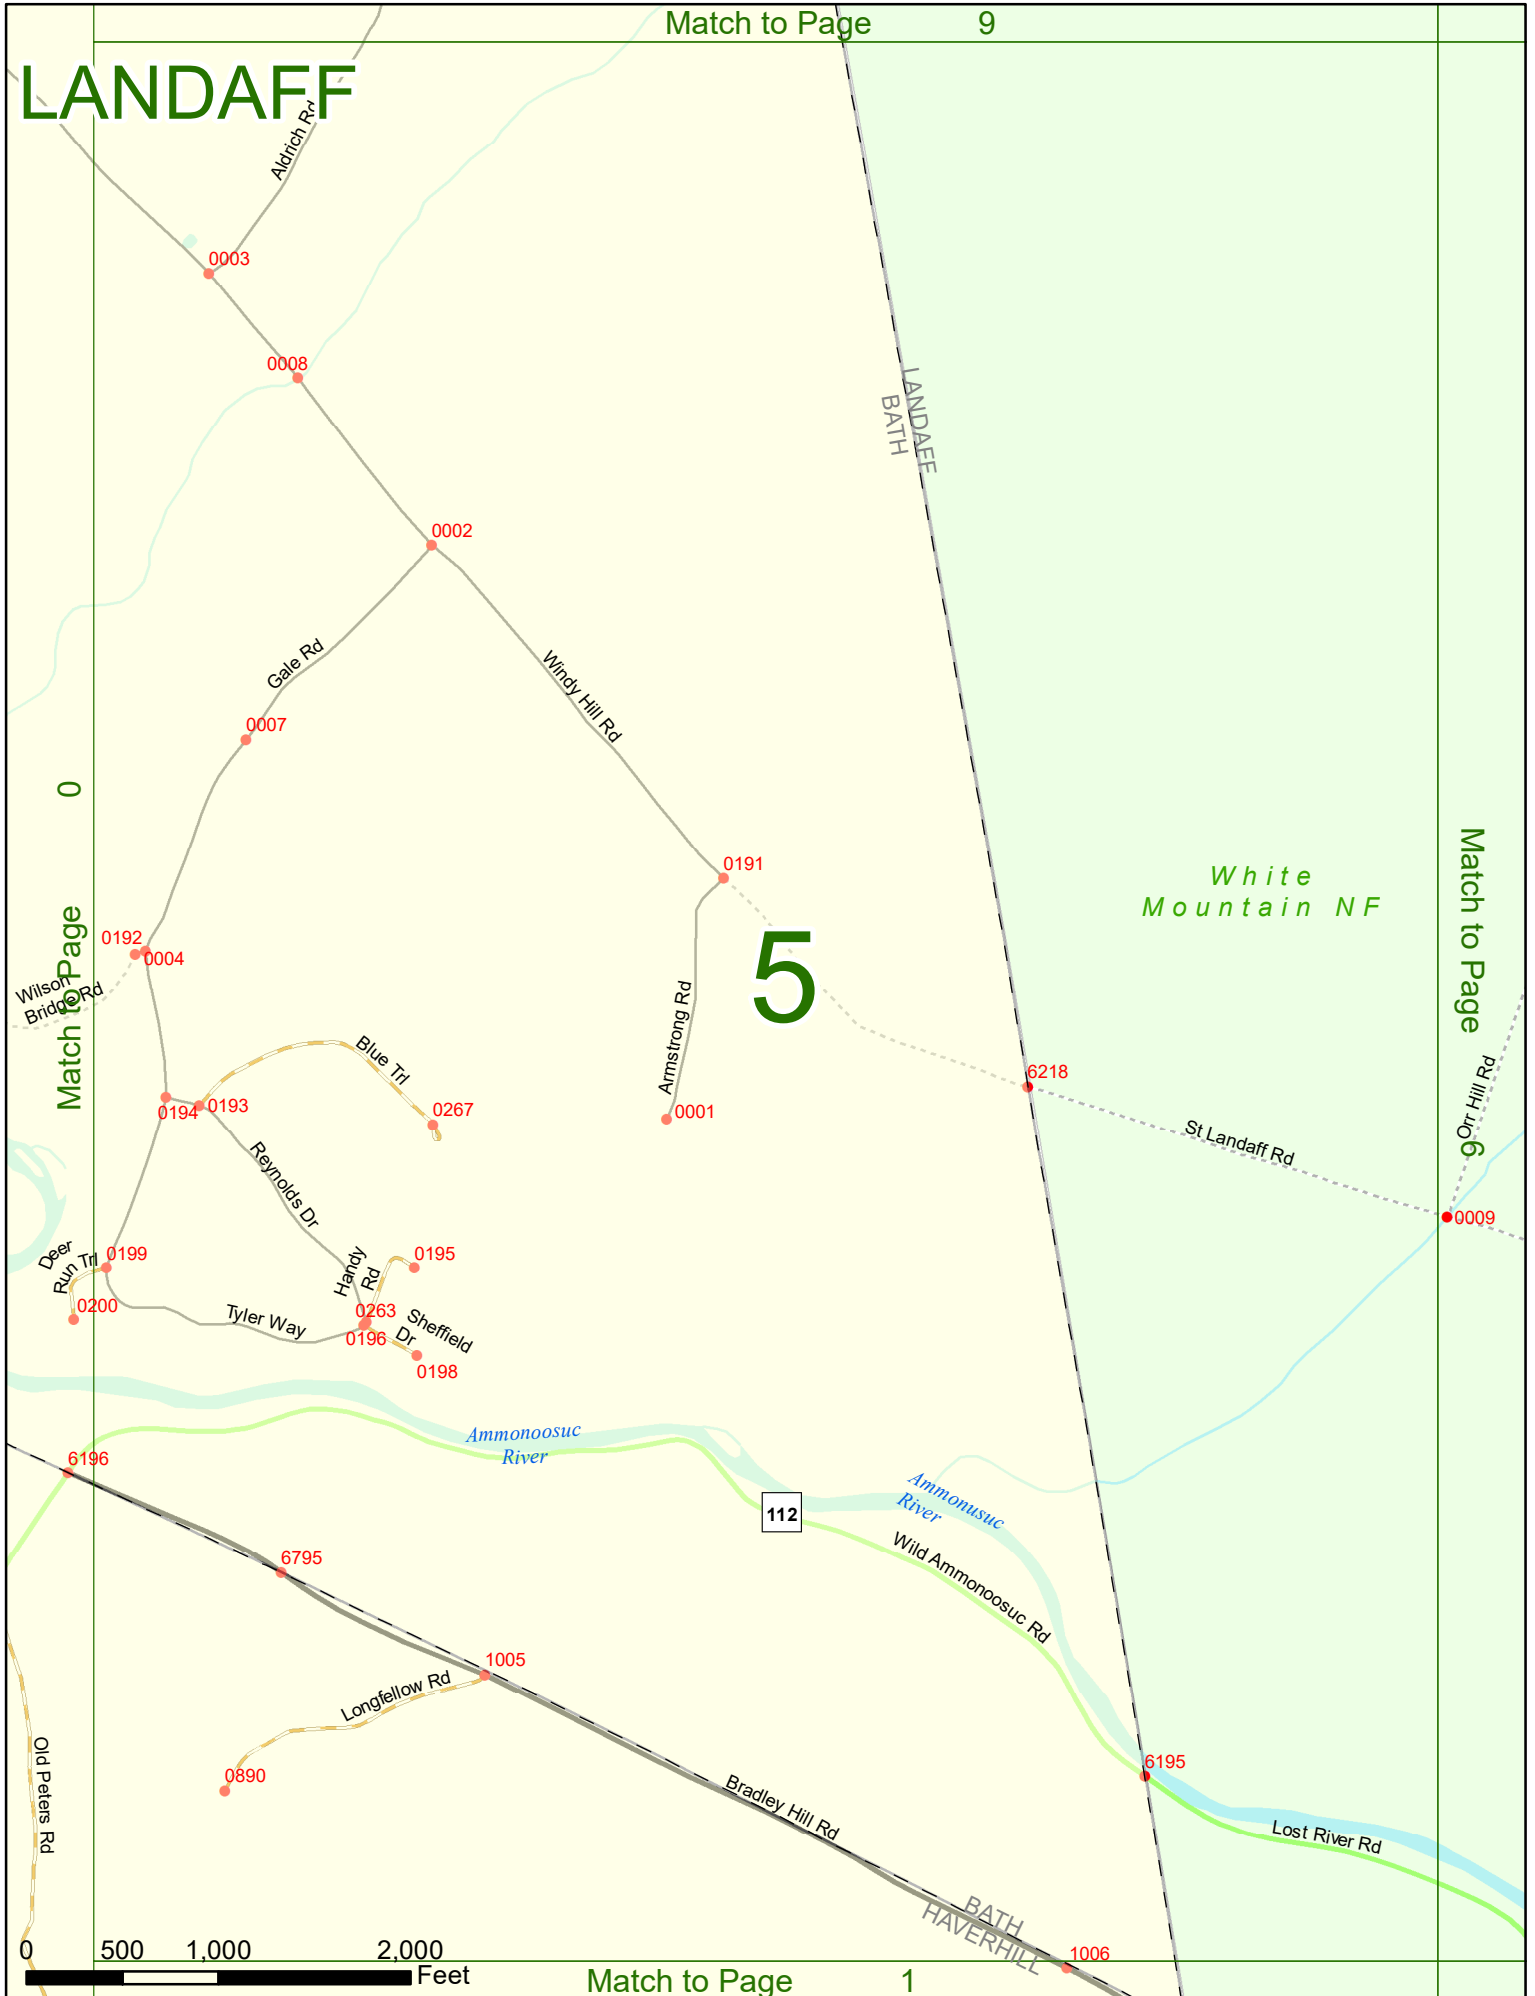 Match to Page 9
LANDAFF
Aldrich Rd
0003
0008
LANDAFF
BATH
0002
Gale Rd
Windy Hill Rd
0007
Match to Page 0
0191
5
White
Mountain NF
Match to Page 6
0192
0004
Wilson
Bridge Rd
Armstrong Rd
Blue Trl
6218
0194
0193
0267
0001
Orr Hill Rd
St Landaff Rd
Reynolds Dr
0009
Deer
Run Trl
0199
Handy
Rd
0195
0200
Tyler Way
0263
0196
Sheffield
Dr
0198
Ammonoosuc
River
6196
Ammonusuc
River
112
Wild Ammonoosuc Rd
6795
1005
Longfellow Rd
Old Peters Rd
0890
Bradley Hill Rd
6195
Lost River Rd
BATH
HAVERHILL
1006
0 500 1,000 2,000
Feet
Match to Page 1